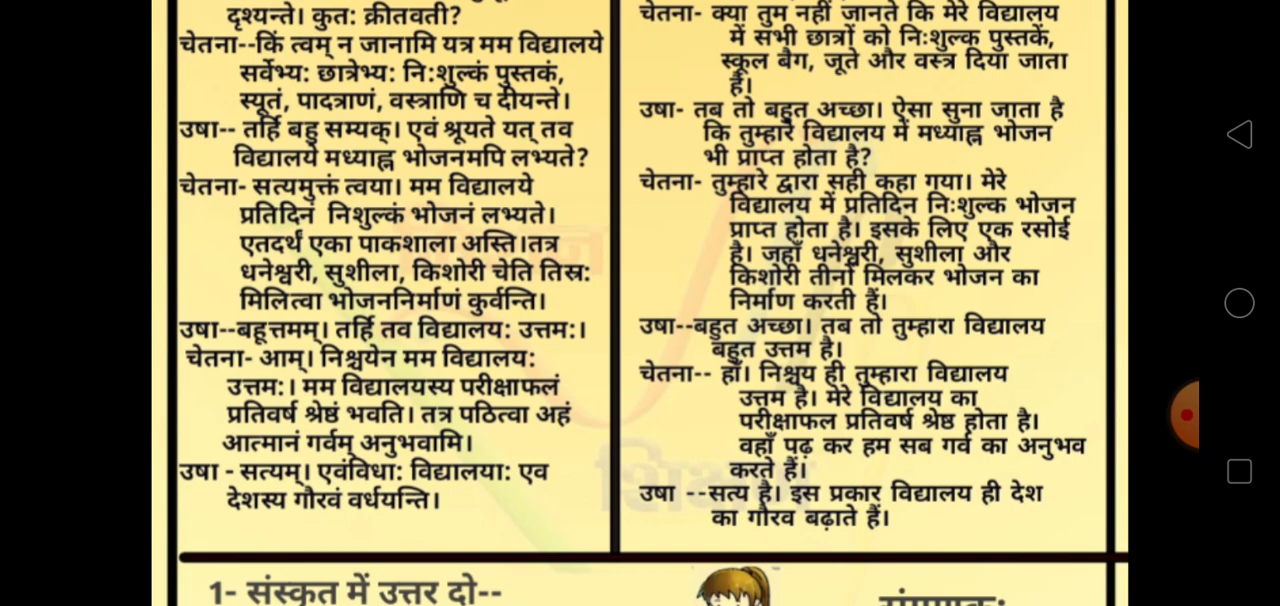 दृश्यन्ते। कुत: क्रीतवती?
चेतना--किं त्वम् न जानामि यत्र मम विद्यालये
सर्वेभ्य: छात्रेभ्य: नि:शुल्कं पुस्तकं,
स्यूतं, पादत्राणं, वस्त्राणि च दीयन्ते।
उषा-- तर्हि बहु सम्यक्। एवं श्रूयते यत् तव
विद्यालये मध्याह्न भोजनमपि लभ्यते?
चेतना- सत्यमुक्तं त्वया। मम विद्यालये
प्रतिदिनं निशुल्कं भोजनं लभ्यते।
एतदर्थं एका पाकशाला अस्ति।तत्र
धनेश्वरी, सुशीला, किशोरी चेति तिस्र:
मिलित्वा भोजननिर्माणं कुर्वन्ति।
उषा--बहूत्तमम्। तर्हि तव विद्यालय: उत्तम:।
चेतना- आम्। निश्चयेन मम विद्यालय:
उत्तम:। मम विद्यालयस्य परीक्षाफलं
प्रतिवर्ष श्रेष्ठं भवति। तत्र पठित्वा अहं
आत्मानं गर्वम् अनुभवामि।
उषा - सत्यम्। एवंविधा: विद्यालया: एव
देशस्य गौरवं वर्धयन्ति।
चेतना- क्या तुम नहीं जानते कि मेरे विद्यालय
में सभी छात्रों को नि:शुल्क पुस्तकें,
स्कूल बैग, जूते और वस्त्र दिया जाता
है।
उषा- तब तो बहुत अच्छा। ऐसा सुना जाता है
कि तुम्हारे विद्यालय में मध्याह्न भोजन
भी प्राप्त होता है?
चेतना- तुम्हारे द्वारा सही कहा गया। मेरे
विद्यालय में प्रतिदिन नि:शुल्क भोजन
प्राप्त होता है। इसके लिए एक रसोई
है। जहाँ धनेश्वरी, सुशीला और
किशोरी तीनों मिलकर भोजन का
निर्माण करती हैं।
उषा--बहुत अच्छा। तब तो तुम्हारा विद्यालय
बहुत उत्तम है।
चेतना-- हाँ। निश्चय ही तुम्हारा विद्यालय
उत्तम है। मेरे विद्यालय का
परीक्षाफल प्रतिवर्ष श्रेष्ठ होता है।
वहाँ पढ़ कर हम सब गर्व का अनुभव
करते हैं।
उषा --सत्य है। इस प्रकार विद्यालय ही देश
का गौरव बढ़ाते हैं।
1- संस्कृत में उत्तर दो--